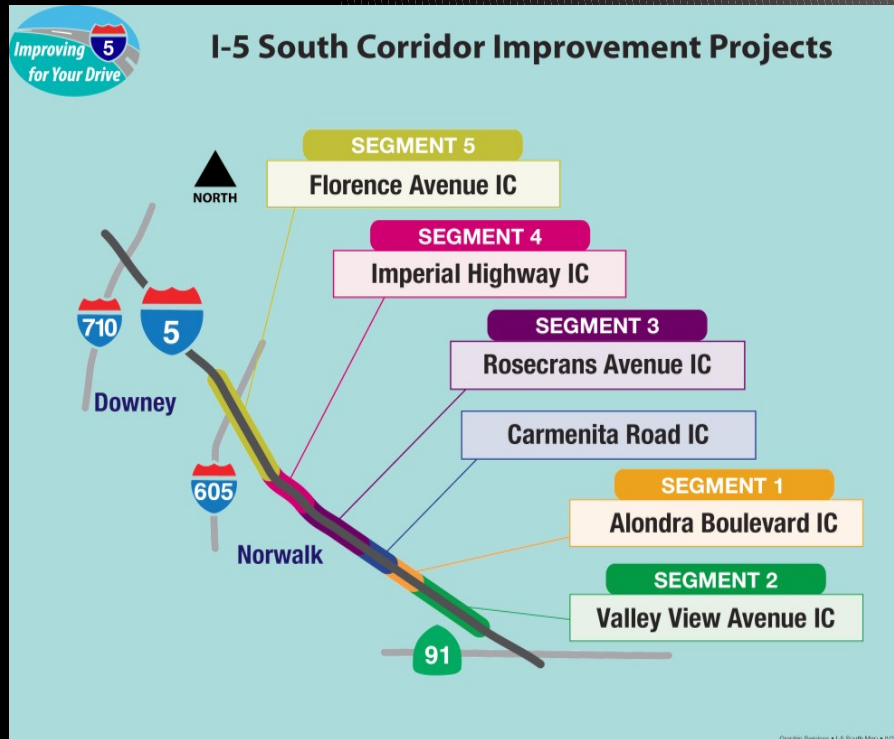 Improving 5
for Your Drive
I-5 South Corridor Improvement Projects
SEGMENT 5
Florence Avenue IC
NORTH
SEGMENT 4
Imperial Highway IC
SEGMENT 3
Rosecrans Avenue IC
710
5
Downey
Carmenita Road IC
605
SEGMENT 1
Alondra Boulevard IC
Norwalk
SEGMENT 2
Valley View Avenue IC
91